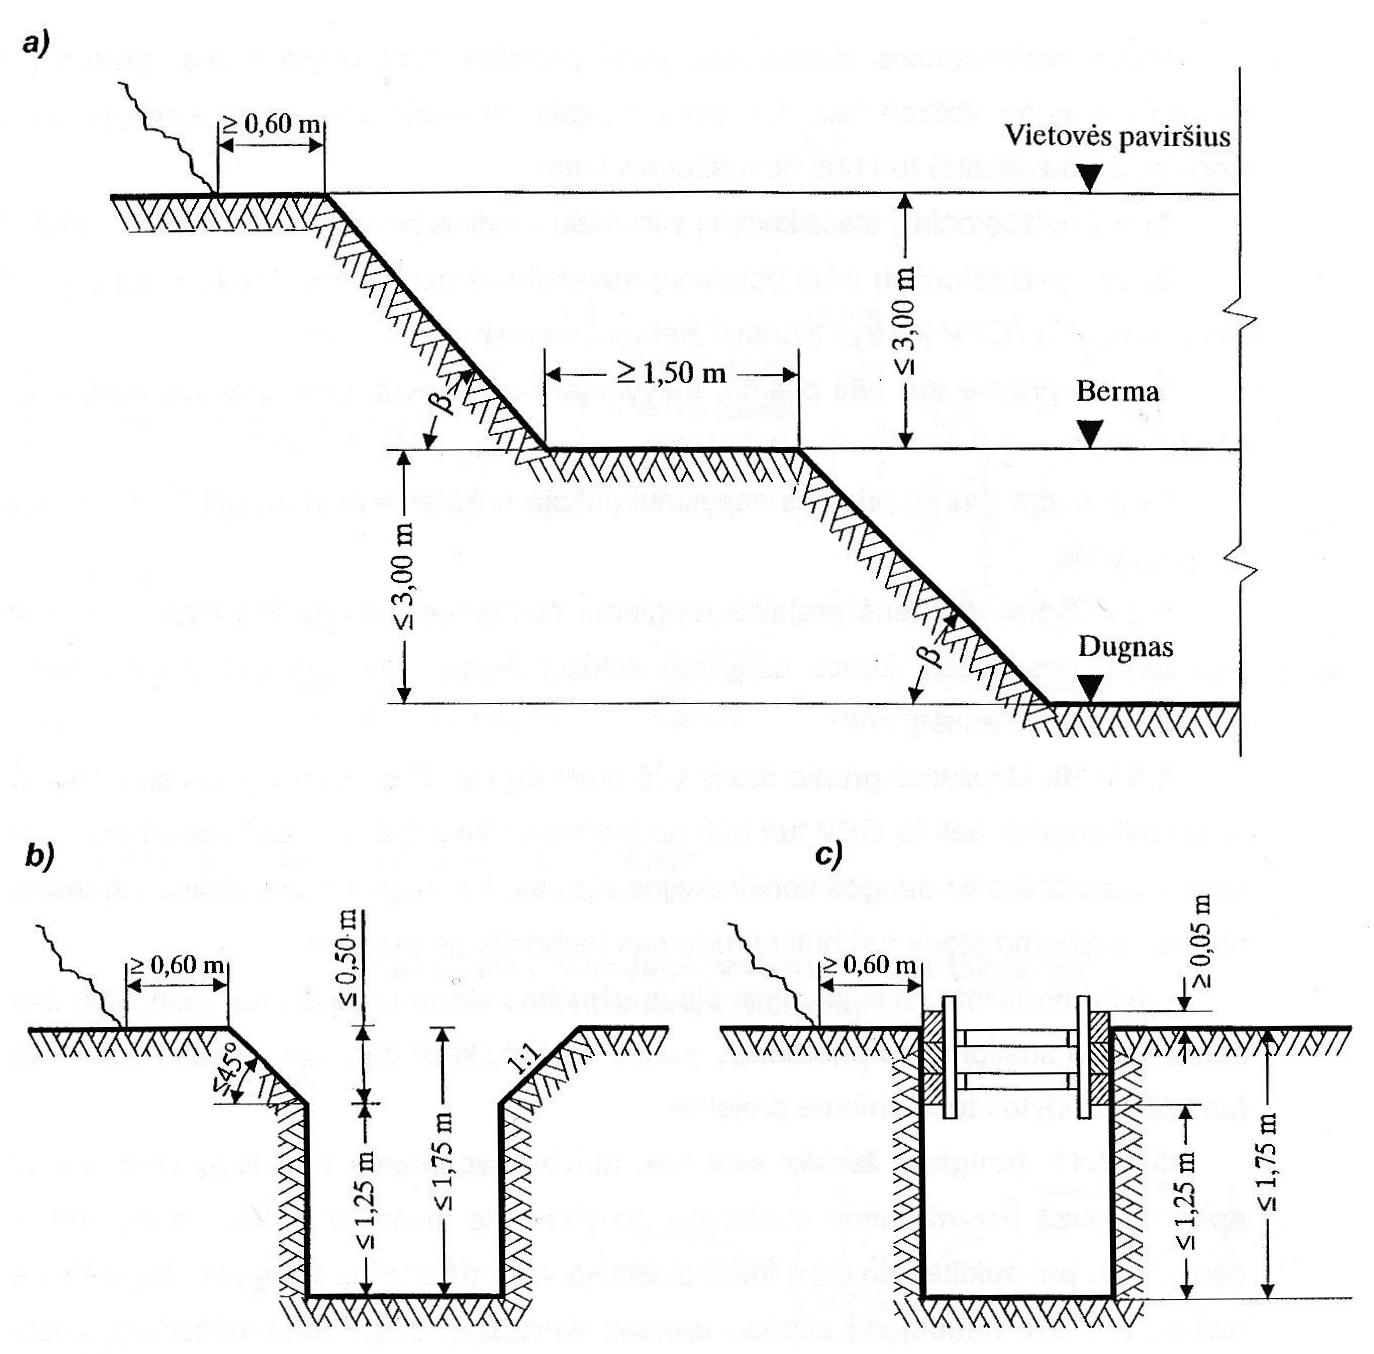 a)
≥ 0,60 m
Vietovės paviršius
≤ 3,00 m
≥ 1,50 m
β
Berma
≤ 3,00 m
β
Dugnas
b)
≥ 0,60 m
≤ 0,50 m
≤45°
1:1
≤ 1,25 m
≤ 1,75 m
c)
≥ 0,60 m
≥ 0,05 m
≤ 1,25 m
≤ 1,75 m